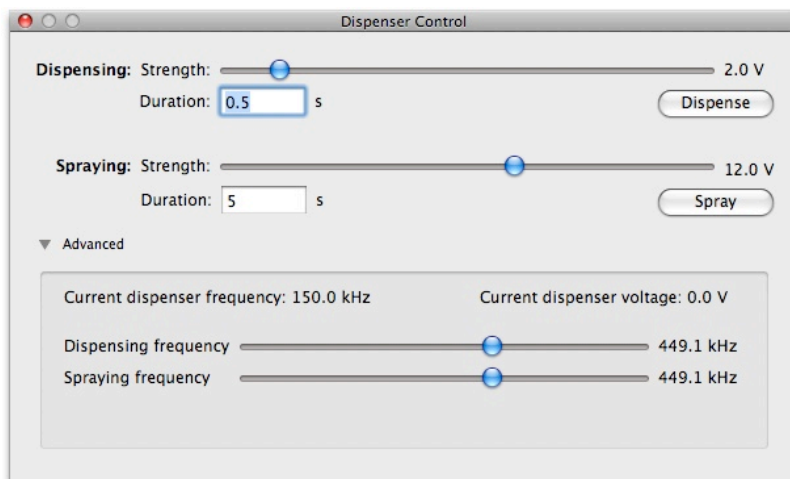 Dispenser Control
Dispensing: Strength: 2.0 V
Duration: 0.5 s Dispense
Spraying: Strength: 12.0 V
Duration: 5 s Spray
Advanced
Current dispenser frequency: 150.0 kHz Current dispenser voltage: 0.0 V
Dispensing frequency 449.1 kHz
Spraying frequency 449.1 kHz